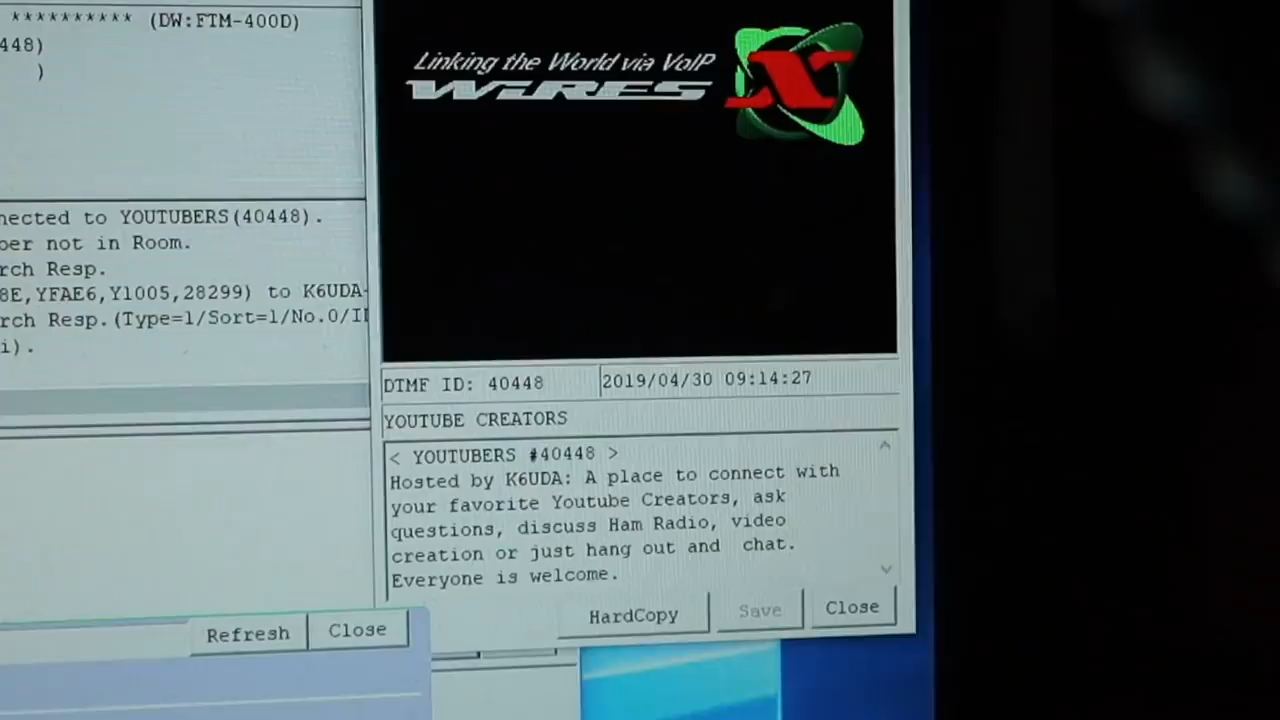 ********** (DW:FTM-400D)
448)
)
nected to YOUTUBERS(40448).
ber not in Room.
rch Resp.
8E,YFAE6,Y1005,28299) to K6UDA-
rch Resp.(Type=1/Sort=1/No.0/I
i).
Linking the World via VoIP
WiRES X
DTMF ID: 40448
2019/04/30 09:14:27
YOUTUBE CREATORS
< YOUTUBERS #40448 >
Hosted by K6UDA: A place to connect with
your favorite Youtube Creators, ask
questions, discuss Ham Radio, video
creation or just hang out and chat.
Everyone is welcome.
HardCopy
Save
Close
Refresh
Close